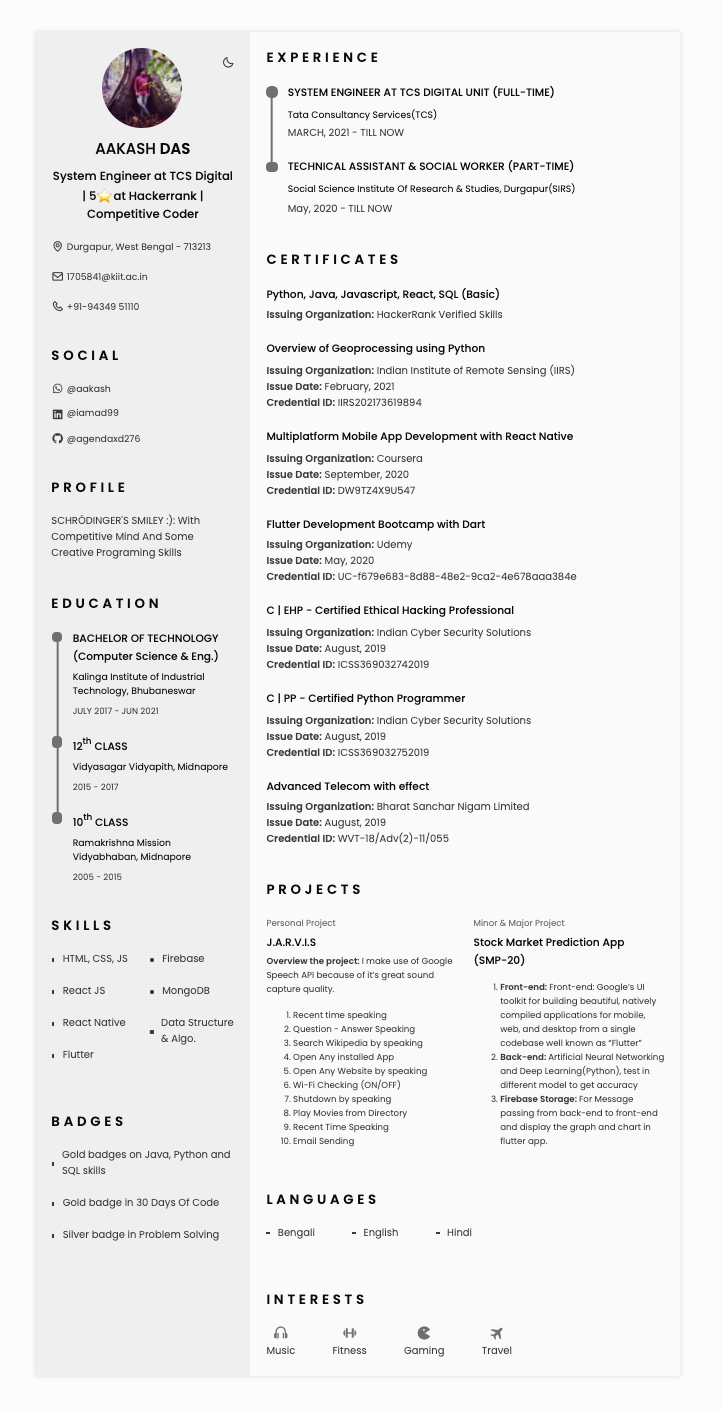 AAKASH DAS
System Engineer at TCS Digital
| 5⭐at Hackerrank |
Competitive Coder
Durgapur, West Bengal - 713213
1705841@kiit.ac.in
+91-94349 51110
SOCIAL
@aakash
@iamad99
@agendaxd276
PROFILE
SCHRÖDINGER'S SMILEY :): With
Competitive Mind And Some
Creative Programing Skills
EDUCATION
BACHELOR OF TECHNOLOGY
(Computer Science & Eng.)
Kalinga Institute of Industrial
Technology, Bhubaneswar
JULY 2017 - JUN 2021
12th CLASS
Vidyasagar Vidyapith, Midnapore
2015 - 2017
10th CLASS
Ramakrishna Mission
Vidyabhaban, Midnapore
2005 - 2015
SKILLS
HTML, CSS, JS
React JS
React Native
Flutter
Firebase
MongoDB
Data Structure
& Algo.
BADGES
Gold badges on Java, Python and
SQL skills
Gold badge in 30 Days Of Code
Silver badge in Problem Solving
EXPERIENCE
SYSTEM ENGINEER AT TCS DIGITAL UNIT (FULL-TIME)
Tata Consultancy Services(TCS)
MARCH, 2021 - TILL NOW
TECHNICAL ASSISTANT & SOCIAL WORKER (PART-TIME)
Social Science Institute Of Research & Studies, Durgapur(SIRS)
May, 2020 - TILL NOW
CERTIFICATES
Python, Java, Javascript, React, SQL (Basic)
Issuing Organization: HackerRank Verified Skills
Overview of Geoprocessing using Python
Issuing Organization: Indian Institute of Remote Sensing (IIRS)
Issue Date: February, 2021
Credential ID: IIRS202173619894
Multiplatform Mobile App Development with React Native
Issuing Organization: Coursera
Issue Date: September, 2020
Credential ID: DW9TZ4X9U547
Flutter Development Bootcamp with Dart
Issuing Organization: Udemy
Issue Date: May, 2020
Credential ID: UC-f679e683-8d88-48e2-9ca2-4e678aaa384e
C | EHP - Certified Ethical Hacking Professional
Issuing Organization: Indian Cyber Security Solutions
Issue Date: August, 2019
Credential ID: ICSS369032742019
C | PP - Certified Python Programmer
Issuing Organization: Indian Cyber Security Solutions
Issue Date: August, 2019
Credential ID: ICSS369032752019
Advanced Telecom with effect
Issuing Organization: Bharat Sanchar Nigam Limited
Issue Date: August, 2019
Credential ID: WVT-18/Adv(2)-11/055
PROJECTS
Personal Project
J.A.R.V.I.S
Overview the project: I make use of Google
Speech API because of it's great sound
capture quality.
1. Recent time speaking
2. Question - Answer Speaking
3. Search Wikipedia by speaking
4. Open Any installed App
5. Open Any Website by speaking
6. Wi-Fi Checking (ON/OFF)
7. Shutdown by speaking
8. Play Movies from Directory
9. Recent Time Speaking
10. Email Sending
Minor & Major Project
Stock Market Prediction App
(SMP-20)
1. Front-end: Front-end: Google's UI
toolkit for building beautiful, natively
compiled applications for mobile,
web, and desktop from a single
codebase well known as "Flutter"
2. Back-end: Artificial Neural Networking
and Deep Learning(Python), test in
different model to get accuracy
3. Firebase Storage: For Message
passing from back-end to front-end
and display the graph and chart in
flutter app.
LANGUAGES
Bengali English Hindi
INTERESTS
Music Fitness Gaming Travel